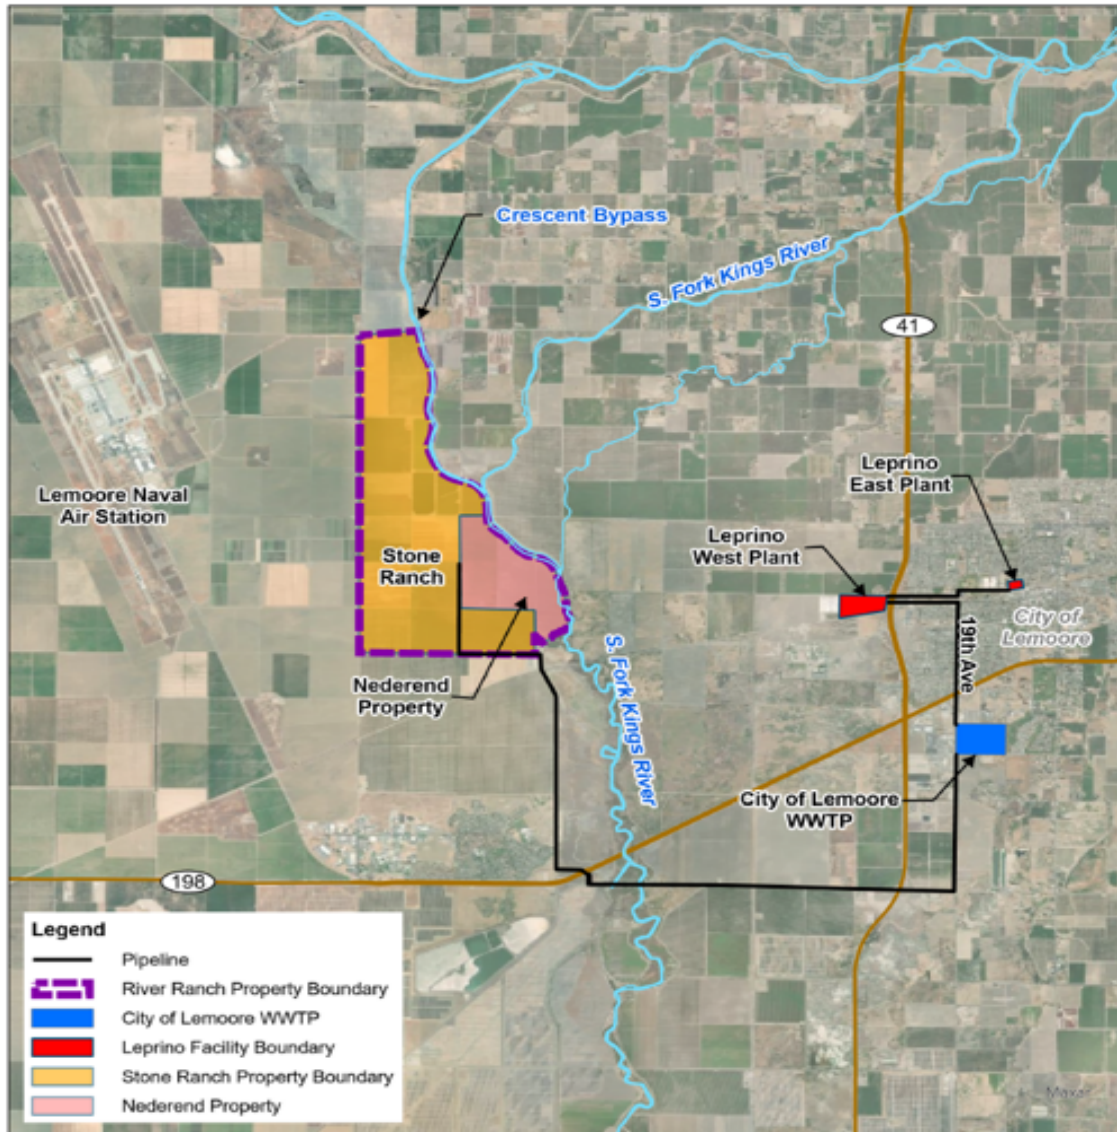 Crescent Bypass
S. Fork Kings River
41
Lemoore Naval
Air Station
Leprino
East Plant
Leprino
West Plant
Stone
Ranch
City of
Lemoore
19th Ave
Nederend
Property
S. Fork Kings River
City of Lemoore
WWTP
198
Legend
Pipeline
River Ranch Property Boundary
City of Lemoore WWTP
Leprino Facility Boundary
Stone Ranch Property Boundary
Nederend Property
Maxar